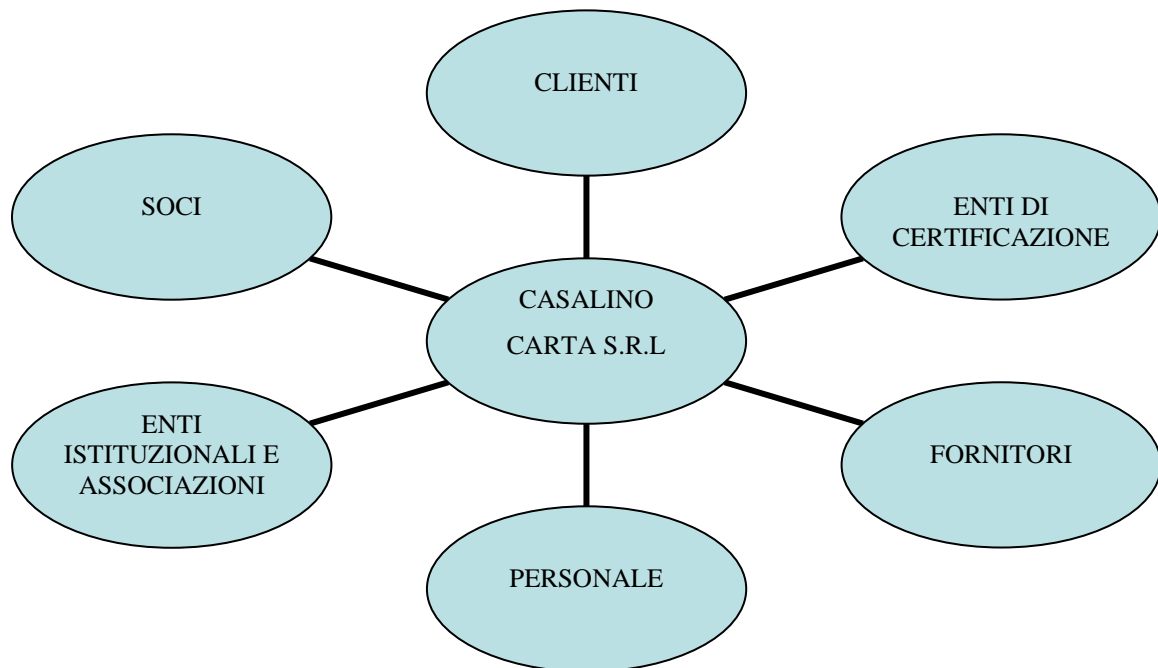 CLIENTI
SOCI
ENTI DI
CERTIFICAZIONE
CASALINO
CARTA S.R.L
ENTI
ISTITUZIONALI E
ASSOCIAZIONI
FORNITORI
PERSONALE